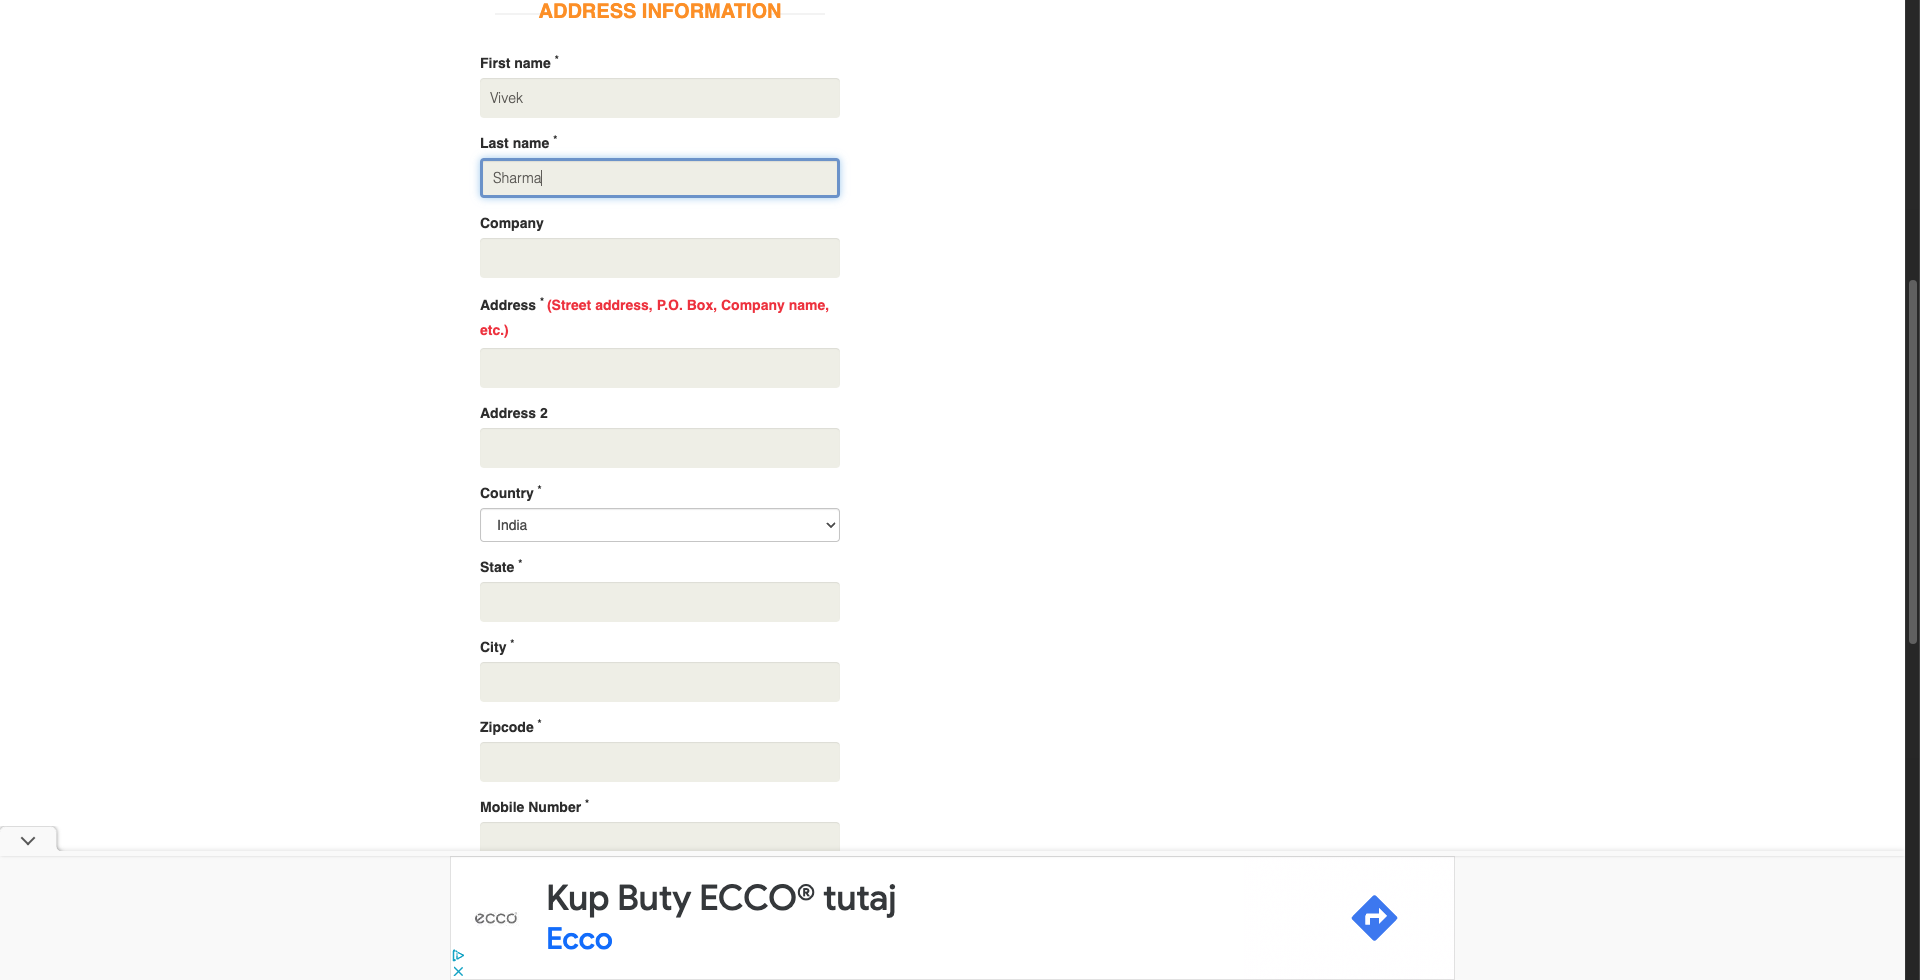 ADDRESS INFORMATION
First name *
Vivek
Last name *
Sharma
Company
Address * (Street address, P.O. Box, Company name,
etc.)
Address 2
Country *
India
State *
City *
Zipcode *
Mobile Number *
ecco
Kup Buty ECCO® tutaj
Ecco